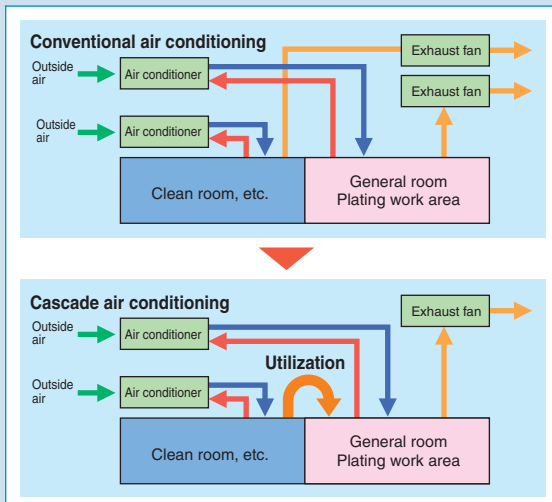 Conventional air conditioning
Exhaust fan
Outside
air
Air conditioner
Exhaust fan
Outside
air
Air conditioner
Clean room, etc.
General room
Plating work area
Cascade air conditioning
Exhaust fan
Outside
air
Air conditioner
Utilization
Outside
air
Air conditioner
Clean room, etc.
General room
Plating work area